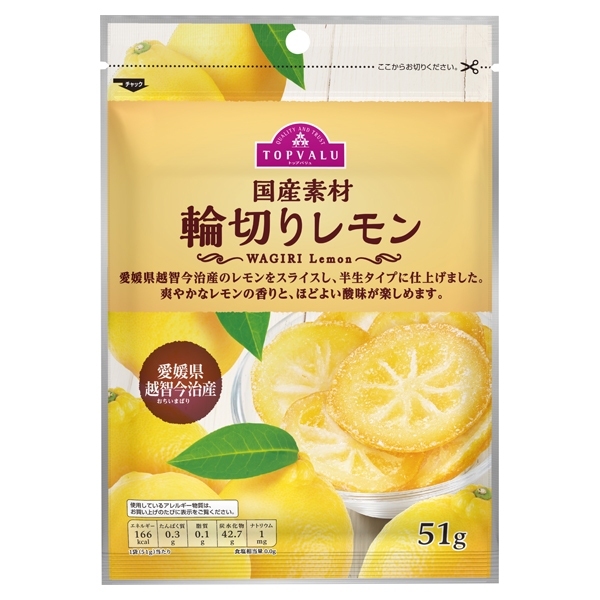 ここからお切りください。
チャック
QUALITY AND TRUST
TOPVALU
トップバリュ
国産素材
輪切りレモン
WAGIRI Lemon
愛媛県越智今治産のレモンをスライスし、半生タイプに仕上げました。
爽やかなレモンの香りと、ほどよい酸味が楽しめます。
愛媛県
越智今治産
おちいまばり
使用しているアレルギー物質は、
お買い上げのたびに表示をご覧ください。
エネルギー たんぱく質 脂質 炭水化物 ナトリウム
166 0.3 0.1 42.7 1
kcal g g g mg
1袋(51g)当たり 食塩相当量0.0g
51g